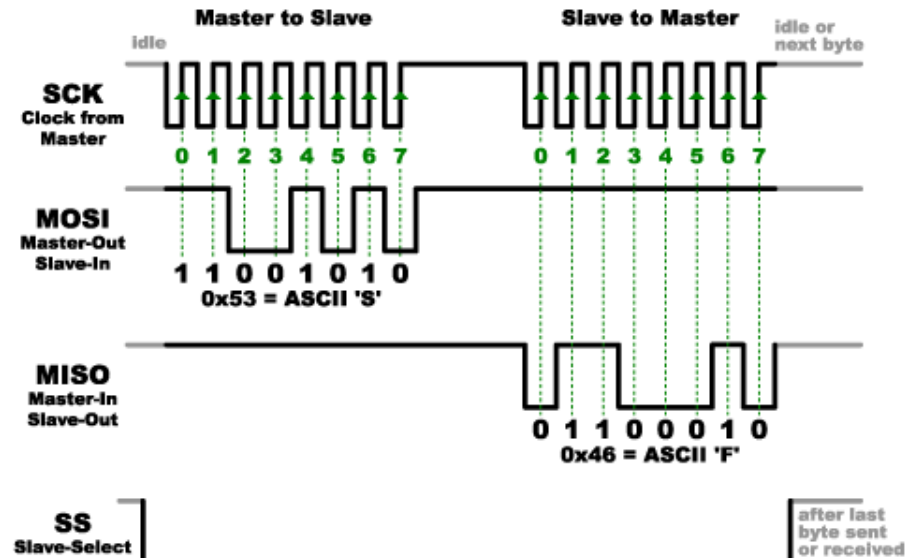 Master to Slave
Slave to Master
idle
idle or
next byte
SCK
Clock from
Master
0 1 2 3 4 5 6 7
0 1 2 3 4 5 6 7
MOSI
Master-Out
Slave-In
1 1 0 0 1 0 1 0
0x53 = ASCII 'S'
MISO
Master-In
Slave-Out
0 1 1 0 0 0 1 0
0x46 = ASCII 'F'
SS
Slave-Select
after last
byte sent
or received